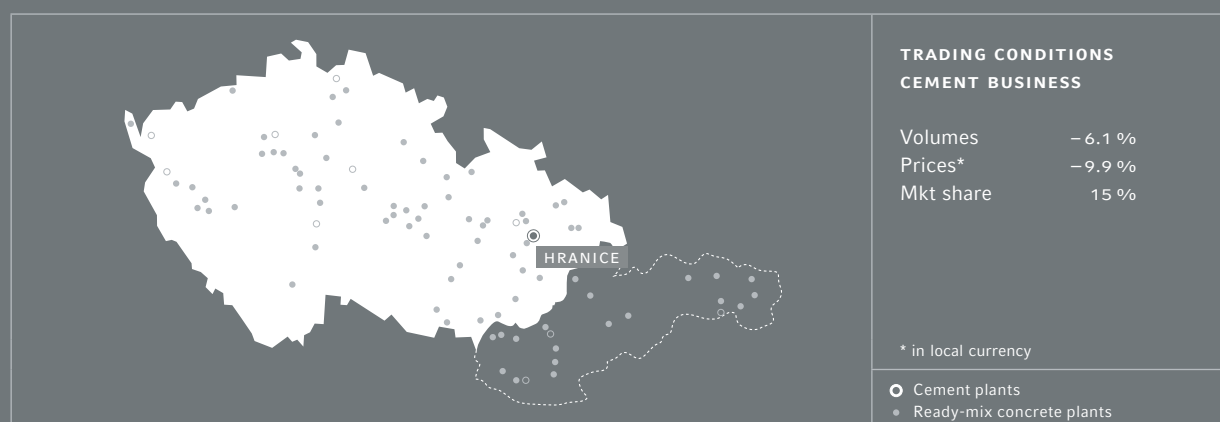 TRADING CONDITIONS
CEMENT BUSINESS
Volumes −6.1 %
Prices* −9.9 %
Mkt share 15 %
HRANICE
* in local currency
Cement plants
Ready-mix concrete plants